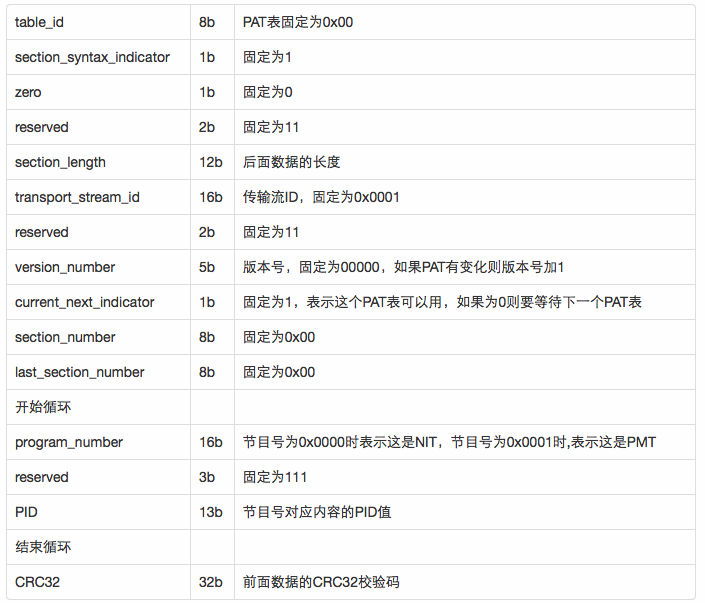 table_id 8b PAT表固定为0x00
section_syntax_indicator 1b 固定为1
zero 1b 固定为0
reserved 2b 固定为11
section_length 12b 后面数据的长度
transport_stream_id 16b 传输流ID，固定为0x0001
reserved 2b 固定为11
version_number 5b 版本号，固定为00000，如果PAT有变化则版本号加1
current_next_indicator 1b 固定为1，表示这个PAT表可以用，如果为0则要等待下一个PAT表
section_number 8b 固定为0x00
last_section_number 8b 固定为0x00
开始循环
program_number 16b 节目号为0x0000时表示这是NIT，节目号为0x0001时,表示这是PMT
reserved 3b 固定为111
PID 13b 节目号对应内容的PID值
结束循环
CRC32 32b 前面数据的CRC32校验码